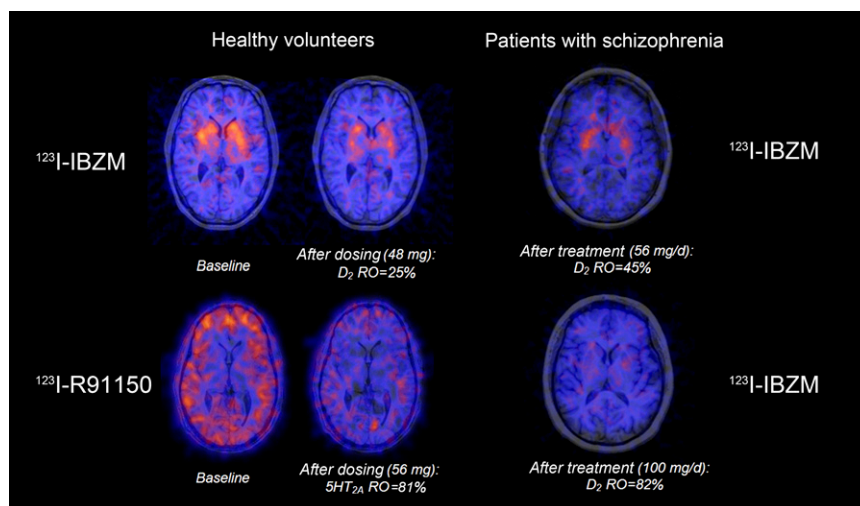 Healthy volunteers
Patients with schizophrenia
¹²³I-IBZM
¹²³I-IBZM
Baseline
After dosing (48 mg):
D₂ RO=25%
After treatment (56 mg/d):
D₂ RO=45%
¹²³I-R91150
¹²³I-IBZM
Baseline
After dosing (56 mg):
5HT₂ₐ RO=81%
After treatment (100 mg/d):
D₂ RO=82%